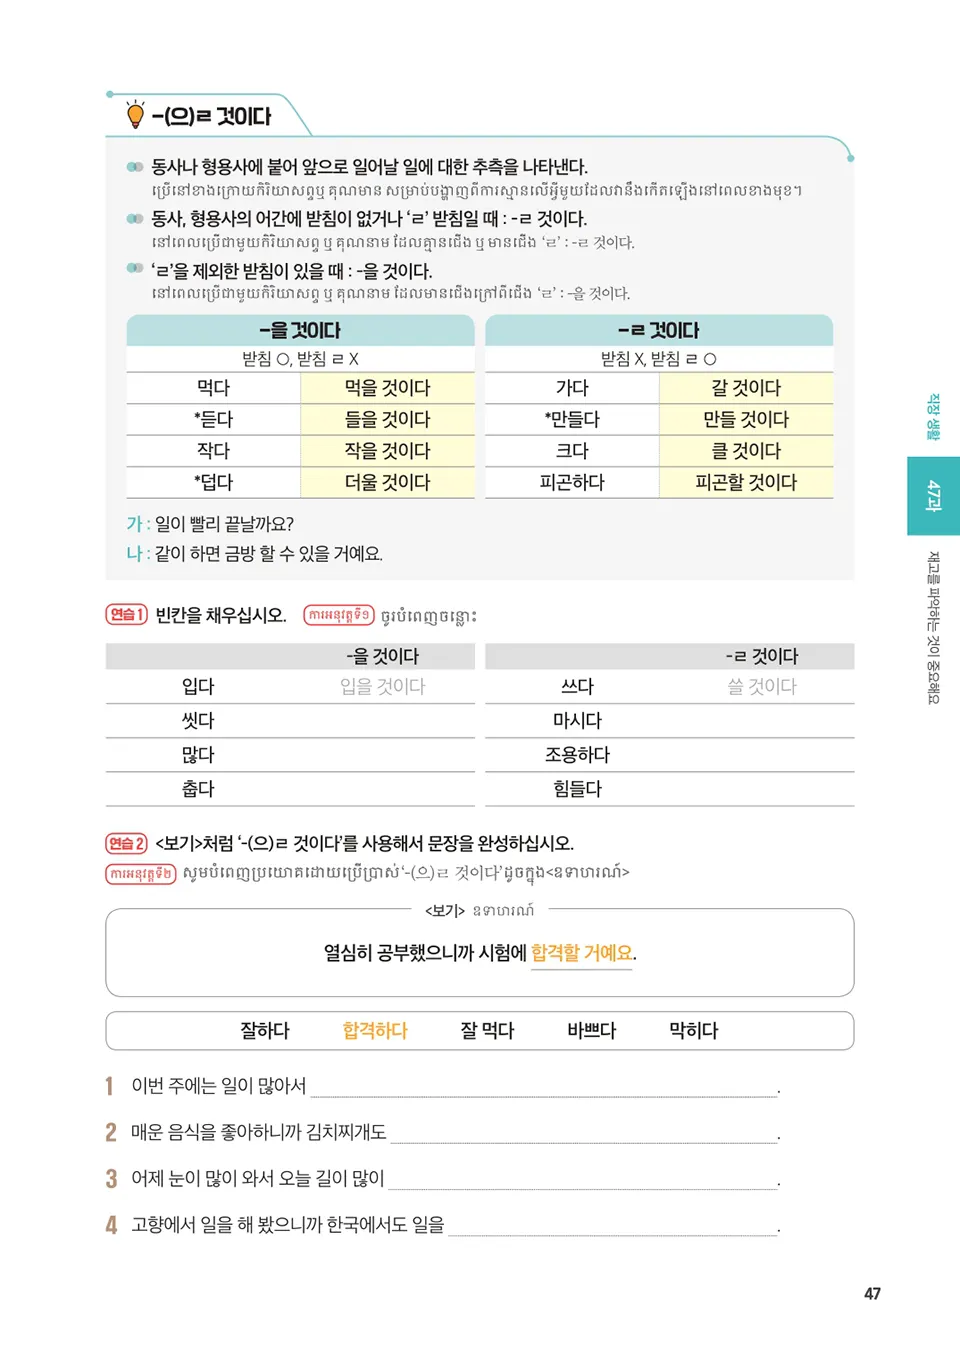 -(으)ㄹ 것이다
동사나 형용사에 붙어 앞으로 일어날 일에 대한 추측을 나타낸다.
ប្រើនៅខាងក្រោយកិរិយាសព្ទឬ គុណមាន សម្រាប់បង្ហាញពីការស្មានលើអ្វីមួយដែលវានឹងកើតឡើងនៅពេលខាងមុខ។
동사, 형용사의 어간에 받침이 없거나 ‘ㄹ’ 받침일 때 : -ㄹ 것이다.
នៅពេលប្រើជាមួយកិរិយាសព្ទ ឬ គុណនាម ដែលគ្មានជើង ឬ មានជើង ‘ㄹ’ : -ㄹ 것이다.
‘ㄹ’을 제외한 받침이 있을 때 : -을 것이다.
នៅពេលប្រើជាមួយកិរិយាសព្ទ ឬ គុណនាម ដែលមានជើងក្រៅពីជើង ‘ㄹ’ : -을 것이다.
-을 것이다 -ㄹ 것이다
받침 ○, 받침 ㄹ X 받침 X, 받침 ㄹ ○
먹다 먹을 것이다 가다 갈 것이다
*듣다 들을 것이다 *만들다 만들 것이다
작다 작을 것이다 크다 클 것이다
*덥다 더울 것이다 피곤하다 피곤할 것이다
가 : 일이 빨리 끝날까요?
나 : 같이 하면 금방 할 수 있을 거예요.
연습 1 빈칸을 채우십시오. ការអនុវត្តទី១ ចូរបំពេញចន្លោះ
-을 것이다 -ㄹ 것이다
입다 입을 것이다 쓰다 쓸 것이다
씻다 마시다
많다 조용하다
춥다 힘들다
연습 2 <보기>처럼 ‘-(으)ㄹ 것이다’를 사용해서 문장을 완성하십시오.
ការអនុវត្តទី២ សូមបំពេញប្រយោគដោយប្រើប្រាស់ ‘-(으)ㄹ 것이다’ ដូចក្នុង<ឧទាហរណ៍>
<보기> ឧទាហរណ៍
열심히 공부했으니까 시험에 합격할 거예요.
잘하다 합격하다 잘 먹다 바쁘다 막히다
1 이번 주에는 일이 많아서 .
2 매운 음식을 좋아하니까 김치찌개도 .
3 어제 눈이 많이 와서 오늘 길이 많이 .
4 고향에서 일을 해 봤으니까 한국에서도 일을 .
47
직장 생활
47과
재고를 파악하는 것이 중요해요